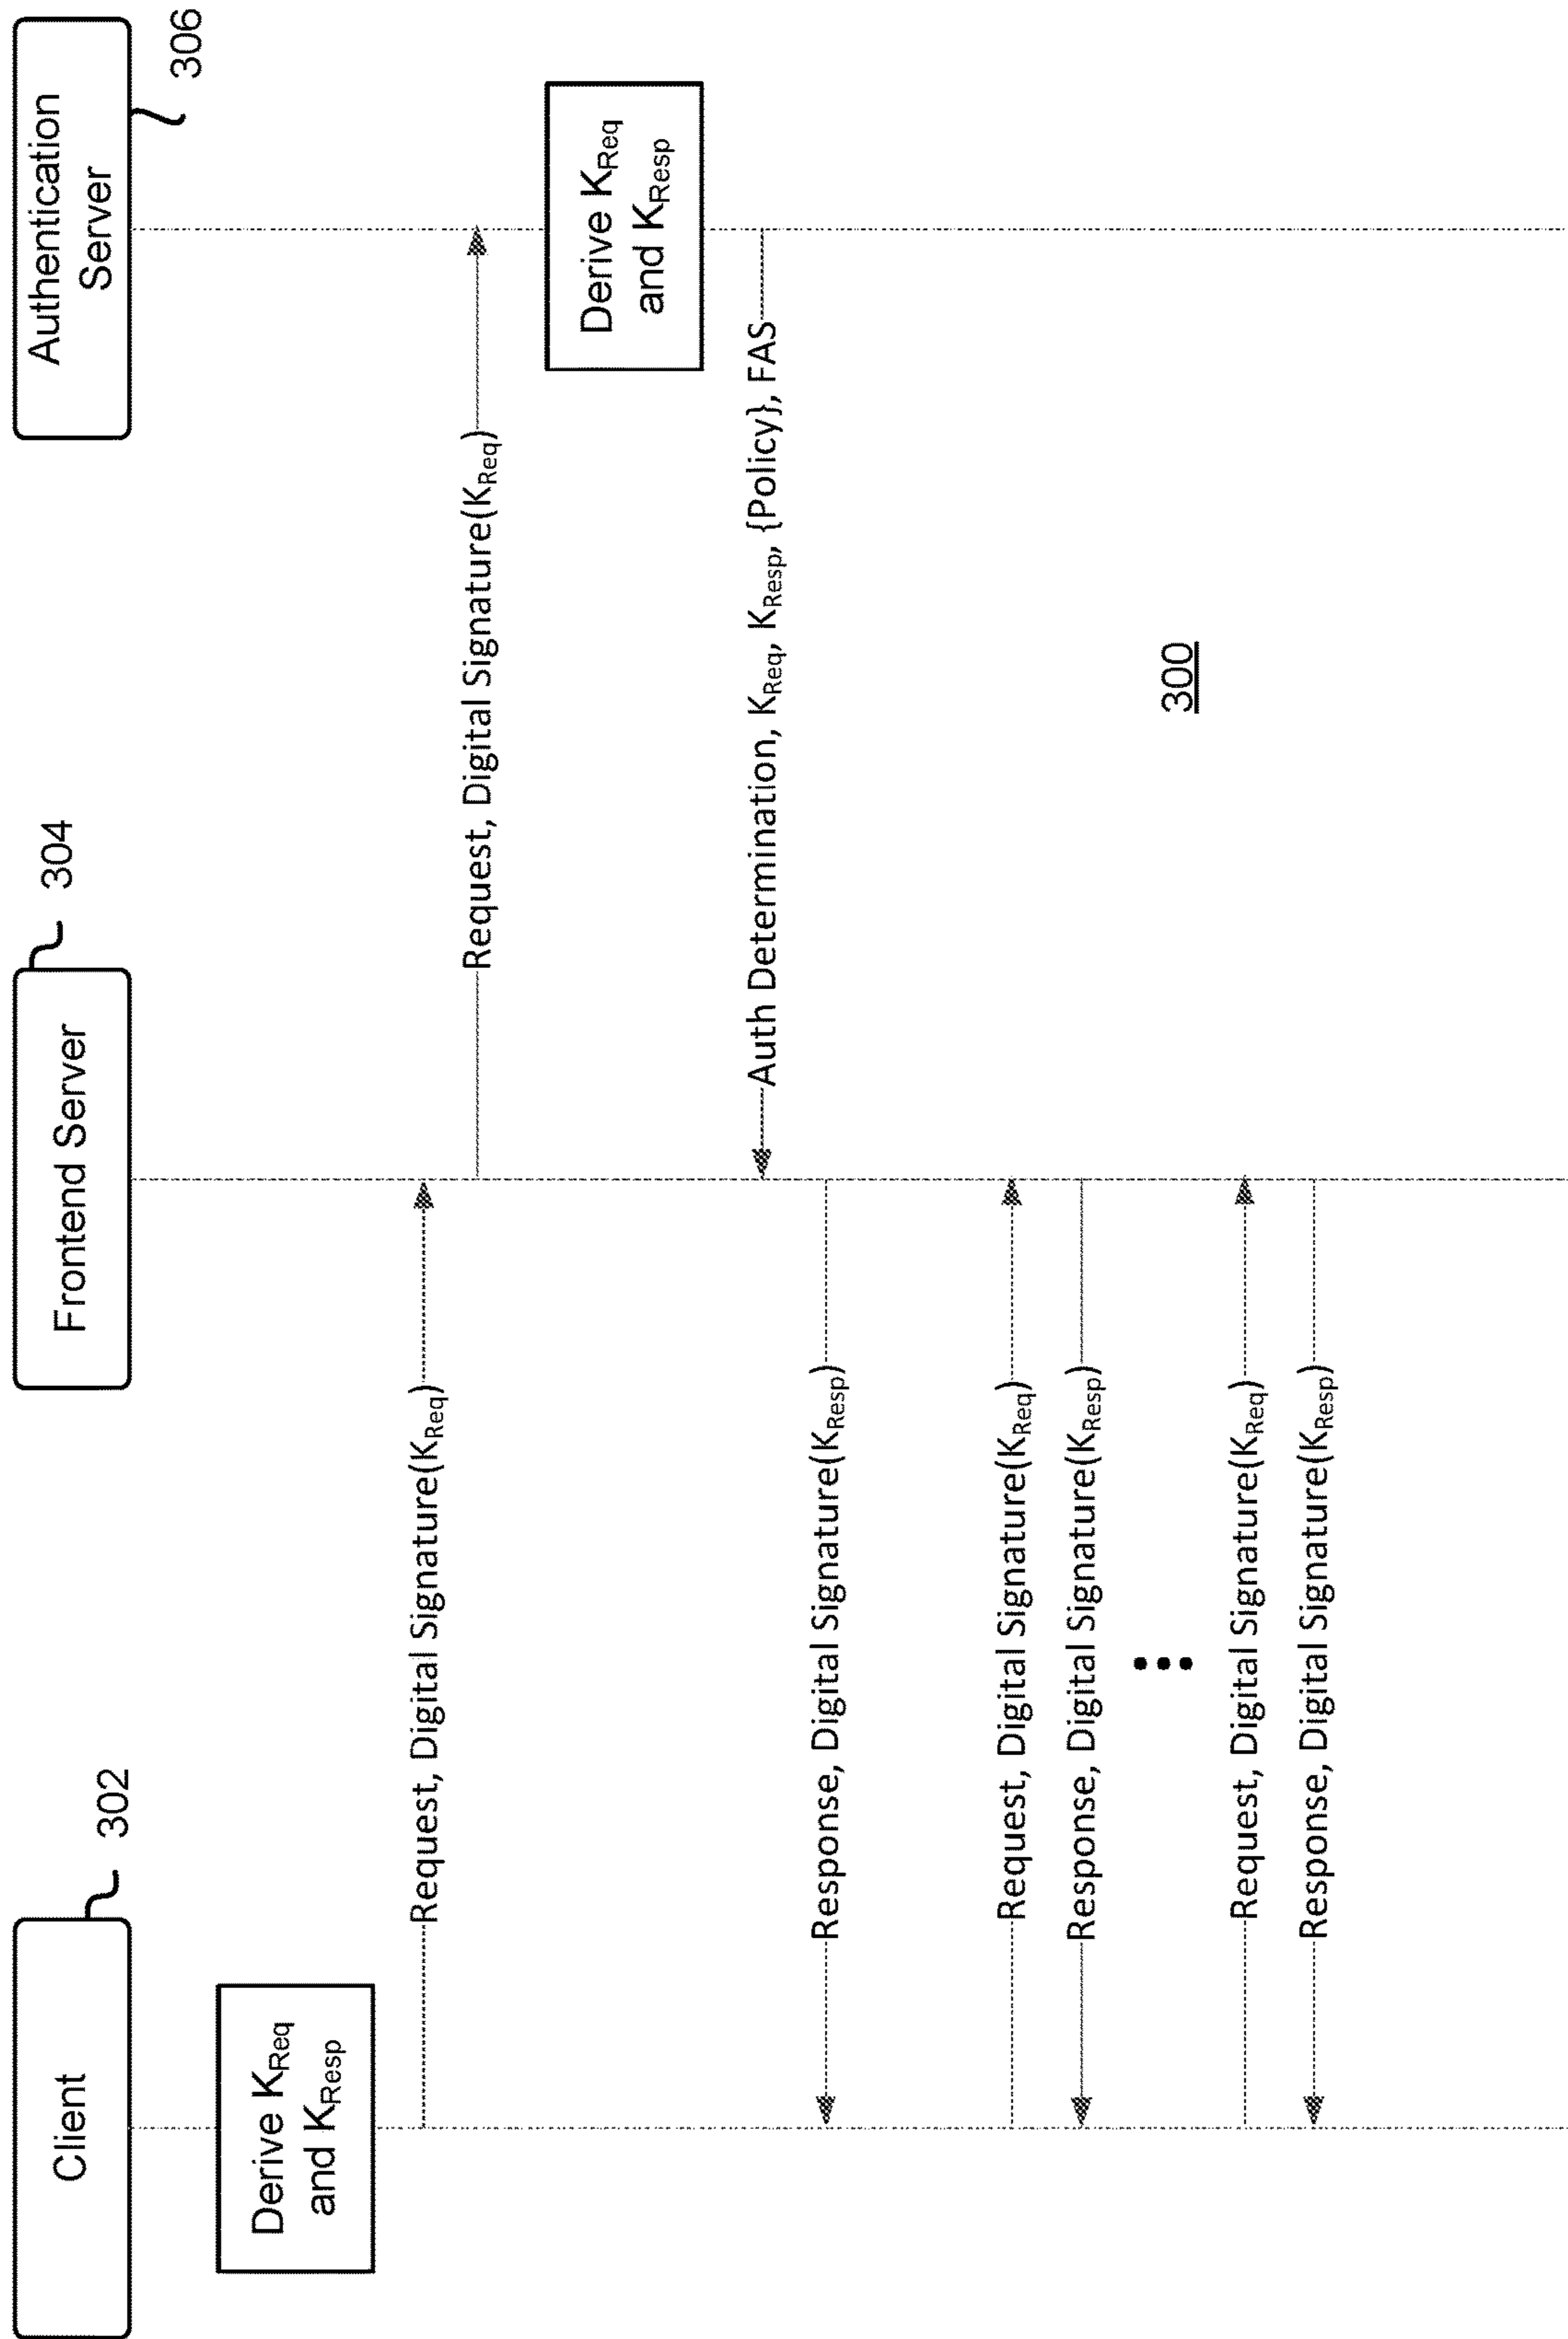 Client
302
Frontend Server
304
Authentication
Server
306
Derive K_Req
and K_Resp
Request, Digital Signature(K_Req)
Request, Digital Signature(K_Req)
Derive K_Req
and K_Resp
Auth Determination, K_Req, K_Resp, {Policy}, FAS
Response, Digital Signature(K_Resp)
Request, Digital Signature(K_Req)
Response, Digital Signature(K_Resp)
Request, Digital Signature(K_Req)
Response, Digital Signature(K_Resp)
300